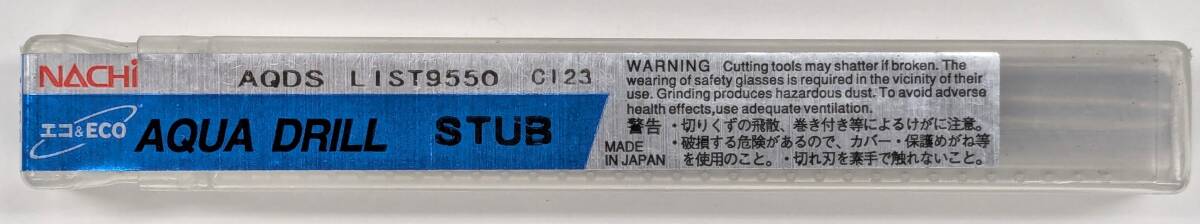 NACHi AQDS LIST9550 C123
エコ&ECO AQUA DRILL STUB
WARNING Cutting tools may shatter if broken. The
wearing of safety glasses is required in the vicinity of their
use. Grinding produces hazardous dust. To avoid adverse
health effects,use adequate ventilation.
MADE
IN JAPAN
警告 ・切りくずの飛散、巻き付き等によるけがに注意。
・破損する危険があるので、カバー・保護めがね等
を使用のこと。・切れ刃を素手で触れないこと。